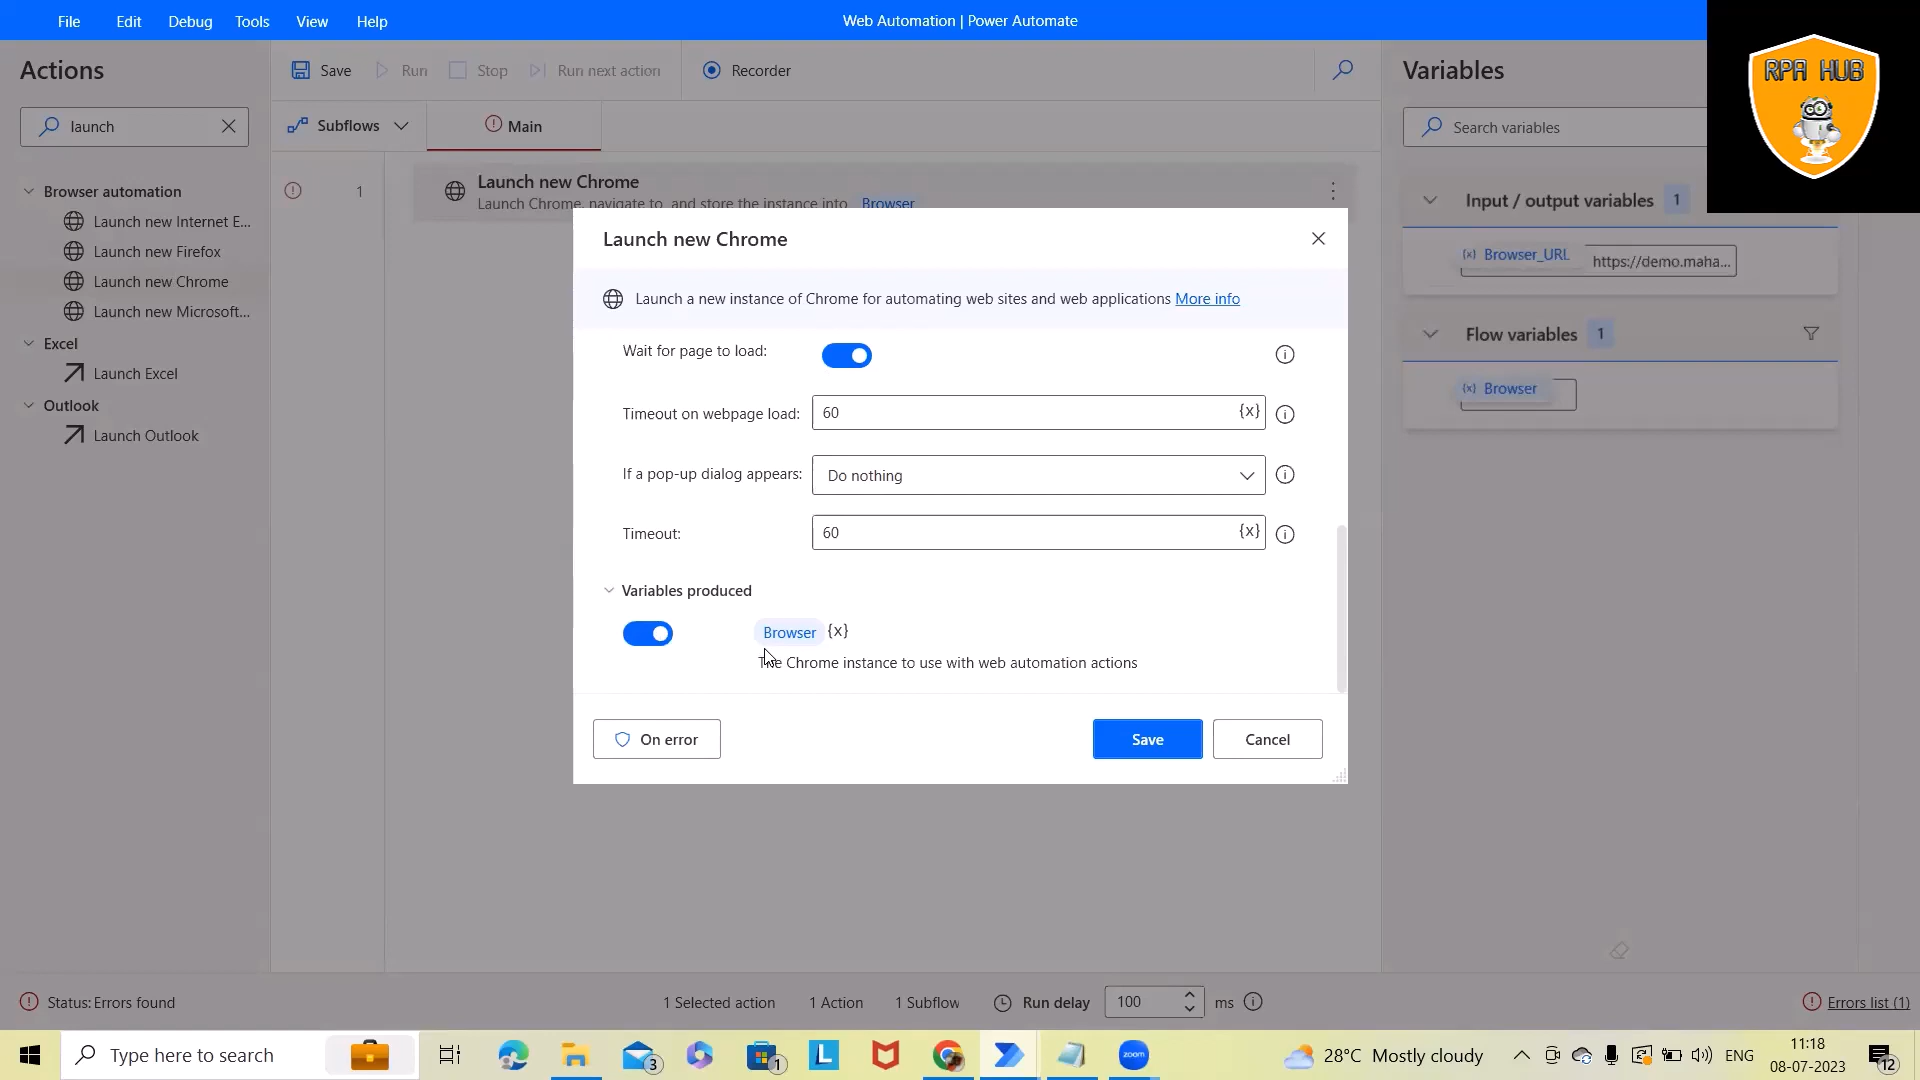 File Edit Debug Tools View Help
Web Automation | Power Automate
RPA HUB
Actions
launch
Browser automation
Launch new Internet E...
Launch new Firefox
Launch new Chrome
Launch new Microsoft...
Excel
Launch Excel
Outlook
Launch Outlook
Save Run Stop Run next action Recorder
Subflows Main
1
Launch new Chrome
Launch Chrome, navigate to and store the instance into Browser
Launch new Chrome
Launch a new instance of Chrome for automating web sites and web applications More info
Wait for page to load:
Timeout on webpage load: 60 {x}
If a pop-up dialog appears: Do nothing
Timeout: 60 {x}
Variables produced
Browser {x}
The Chrome instance to use with web automation actions
On error Save Cancel
Variables
Search variables
Input / output variables 1
{x} Browser_URL https://demo.maha...
Flow variables 1
{x} Browser
Status: Errors found 1 Selected action 1 Action 1 Subflow Run delay 100 ms Errors list (1)
Type here to search
3
1
L
zoom
28°C Mostly cloudy
ENG
11:18
08-07-2023
12